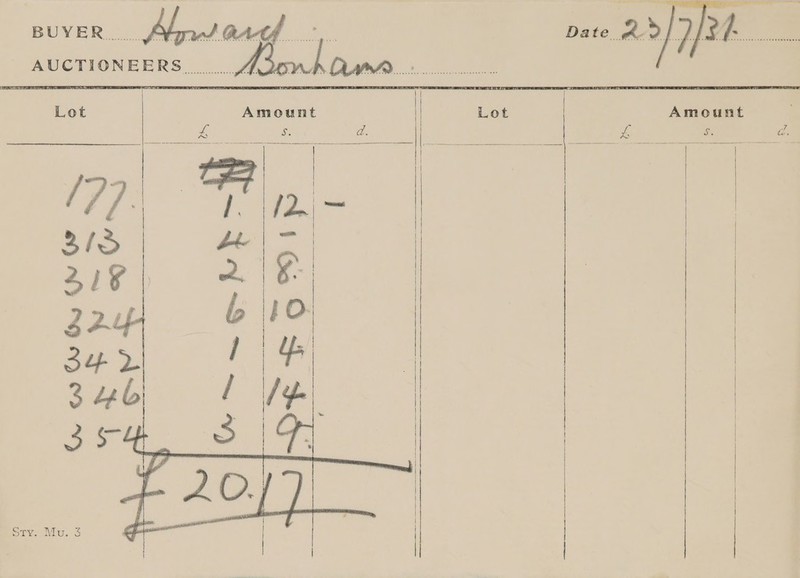 BUYER Howard Date 23/7/31.
AUCTIONEERS Bonhams
Lot Amount Lot Amount
£ s. d. £ s. d.
177
177. 1. 12 -
313 4 -
318 2 8.
324 6 10
342 1 4
346 1 14
354 3 9.
£ 20.17
STY. MU. 3